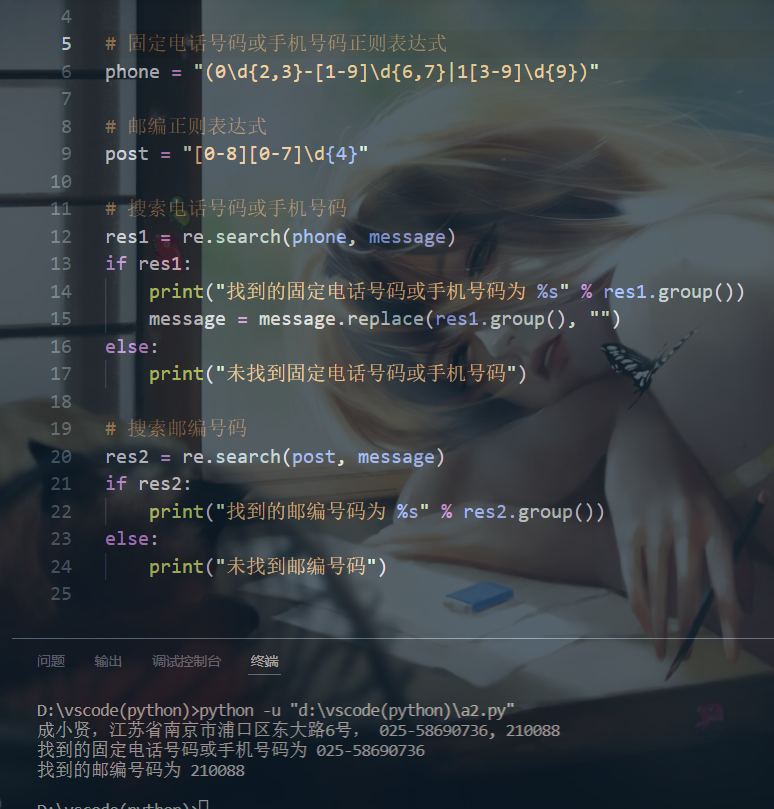 4
5 # 固定电话号码或手机号码正则表达式
6 phone = "(0\d{2,3}-[1-9]\d{6,7}|1[3-9]\d{9})"
7
8 # 邮编正则表达式
9 post = "[0-8][0-7]\d{4}"
10
11 # 搜索电话号码或手机号码
12 res1 = re.search(phone, message)
13 if res1:
14     print("找到的固定电话号码或手机号码为 %s" % res1.group())
15     message = message.replace(res1.group(), "")
16 else:
17     print("未找到固定电话号码或手机号码")
18
19 # 搜索邮编号码
20 res2 = re.search(post, message)
21 if res2:
22     print("找到的邮编号码为 %s" % res2.group())
23 else:
24     print("未找到邮编号码")
25
问题 输出 调试控制台 终端
D:\vscode(python)>python -u "d:\vscode(python)\a2.py"
成小贤，江苏省南京市浦口区东大路6号， 025-58690736, 210088
找到的固定电话号码或手机号码为 025-58690736
找到的邮编号码为 210088
D:\vscode(python)>